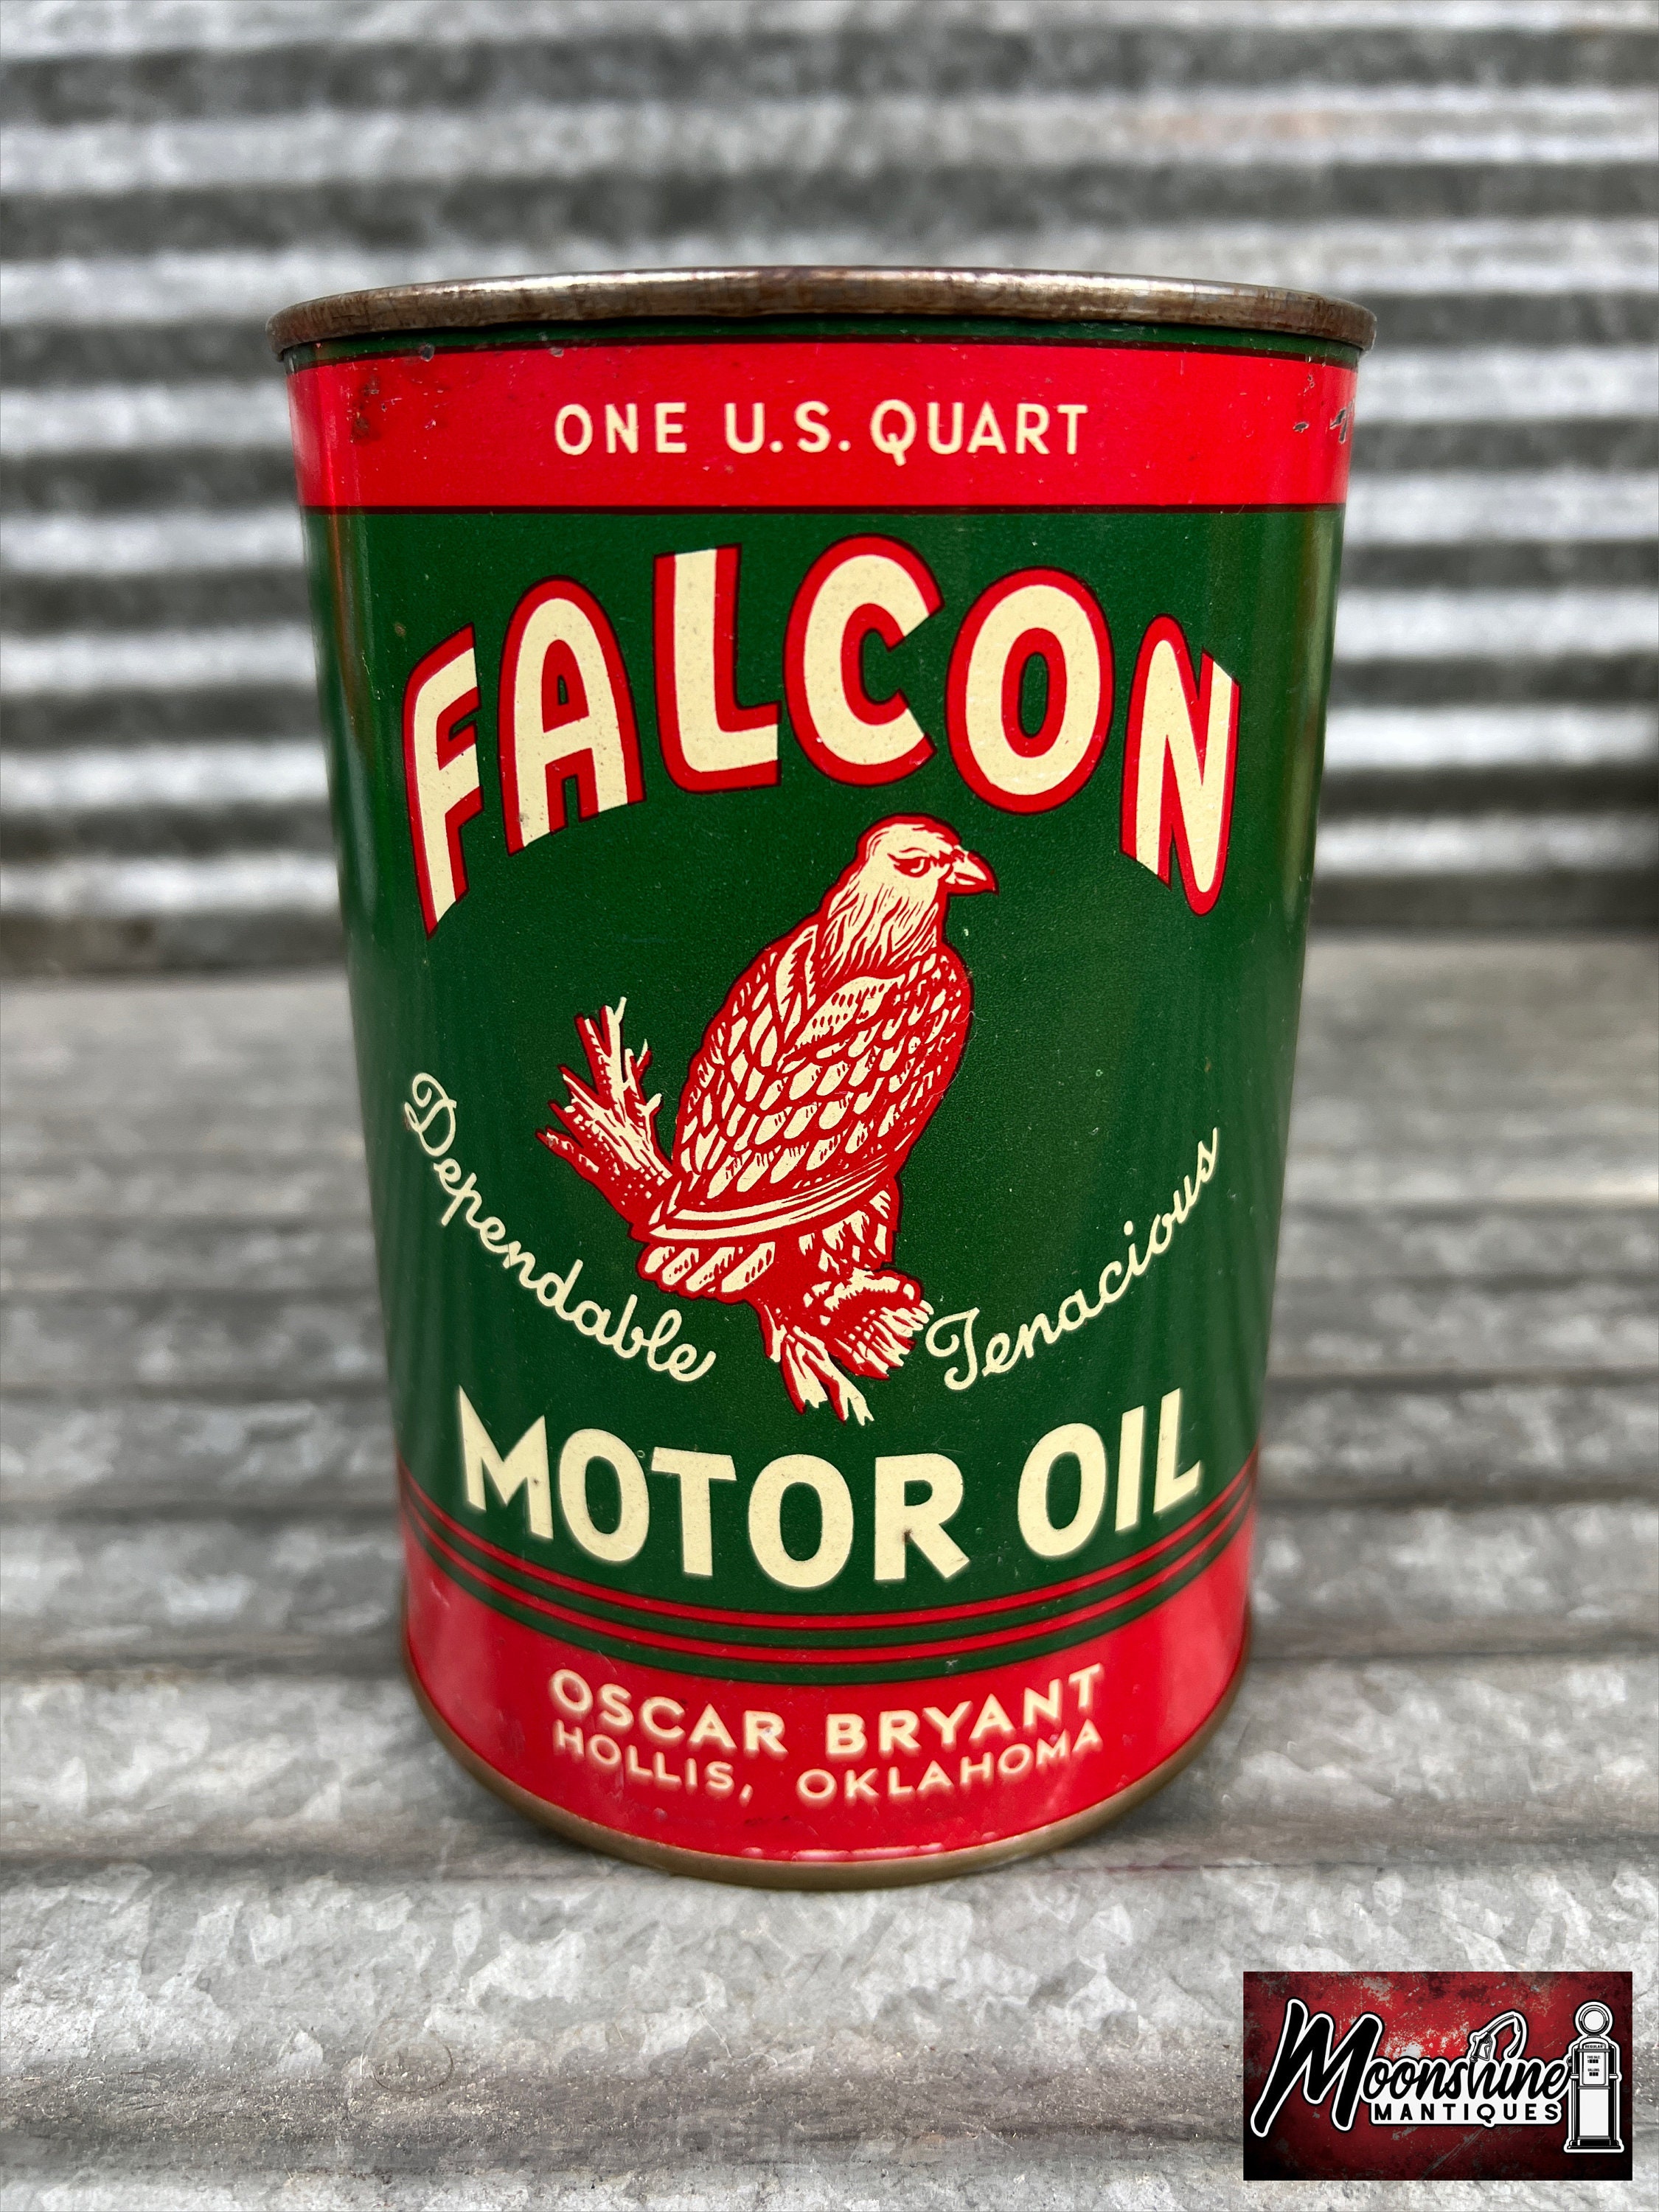 ONE U.S. QUART
FALCON
Dependable
Tenacious
MOTOR OIL
OSCAR BRYANT
HOLLIS, OKLAHOMA
Moonshine
MANTIQUES